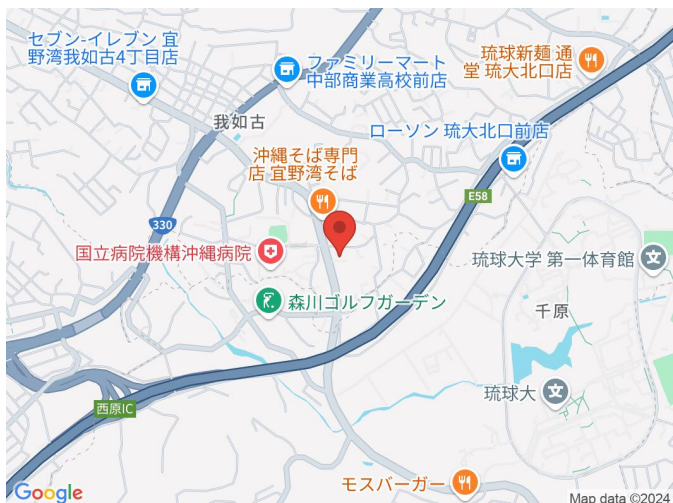 セブン-イレブン 宜
野湾我如古4丁目店
ファミリーマート
中部商業高校前店
琉球新麺 通
堂 琉大北口店
我如古
ローソン 琉大北口前店
沖縄そば専門
店 宜野湾そば
E58
330
国立病院機構沖縄病院
琉球大学 第一体育館
森川ゴルフガーデン
千原
琉球大
西原IC
モスバーガー
Google
Map data ©2024